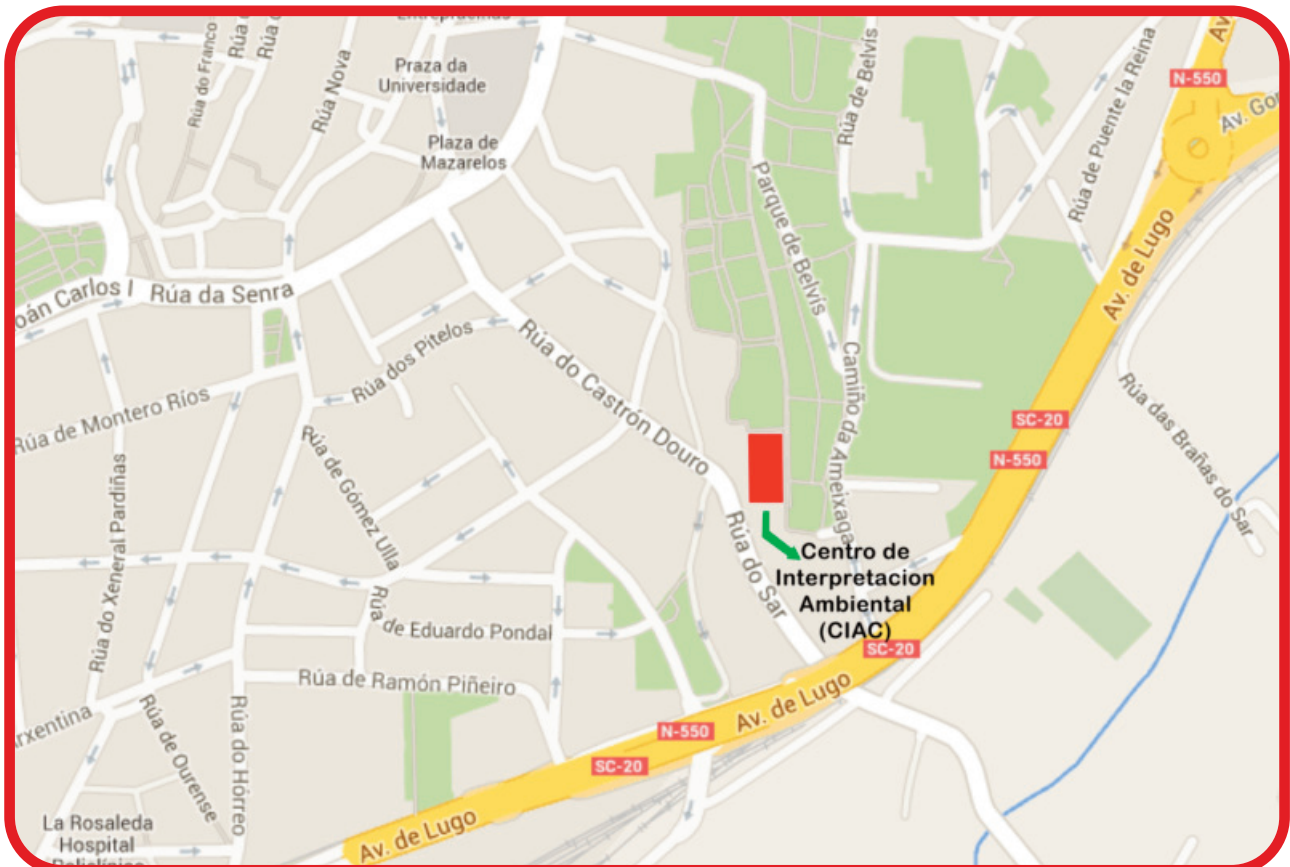 Rúa do Franco
Rúa
Rúa d
Rúa Nova
Praza da
Universidade
Plaza de
Mazarelos
Rúa de Belvís
Parque de Belvís
Rúa de Puente la Reina
Av
N-550
Av. Gor
Av. de Lugo
oán Carlos I
Rúa da Senra
Rúa dos Pitelos
Rúa do Castrón Douro
Camiño da Ameixaga
SC-20
N-550
Rúa das Brañas do Sar
Rúa de Montero Ríos
Rúa do Xeneral Pardiñas
Rúa de Gómez Ulla
Rúa do Sar
Centro de
Interpretacion
Ambiental
(CIAC)
SC-20
Rúa de Eduardo Pondal
Rúa de Ramón Piñeiro
rxentina
Rúa de Ourense
Rúa do Hórreo
N-550
Av. de Lugo
SC-20
Av. de Lugo
La Rosaleda
Hospital